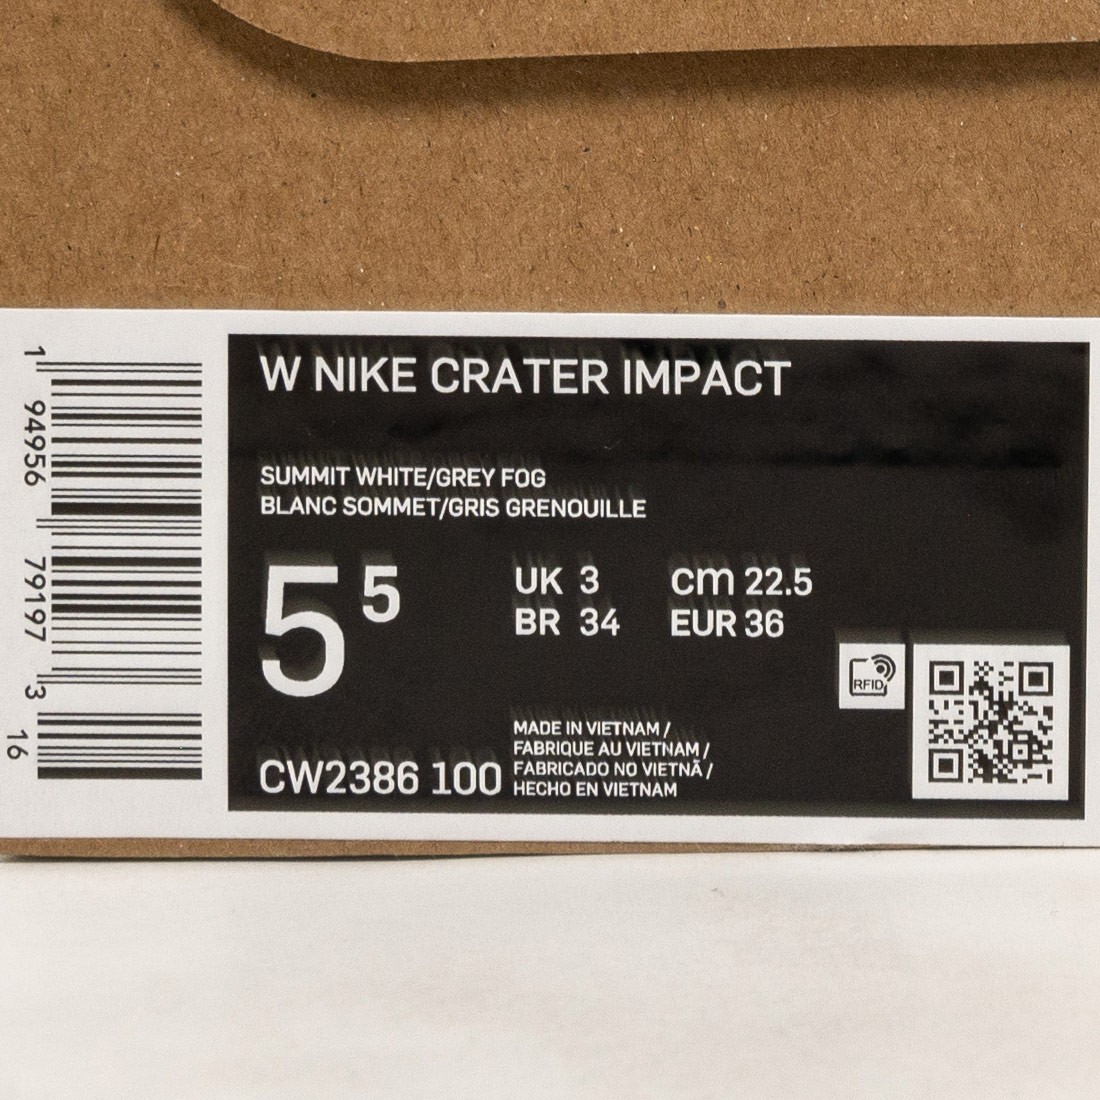 W NIKE CRATER IMPACT
SUMMIT WHITE/GREY FOG
BLANC SOMMET/GRIS GRENOUILLE
5 5
UK 3
BR 34
cm 22.5
EUR 36
RFID
CW2386 100
MADE IN VIETNAM /
FABRIQUE AU VIETNAM /
FABRICADO NO VIETNÃ /
HECHO EN VIETNAM
1 94956 79197 3
16